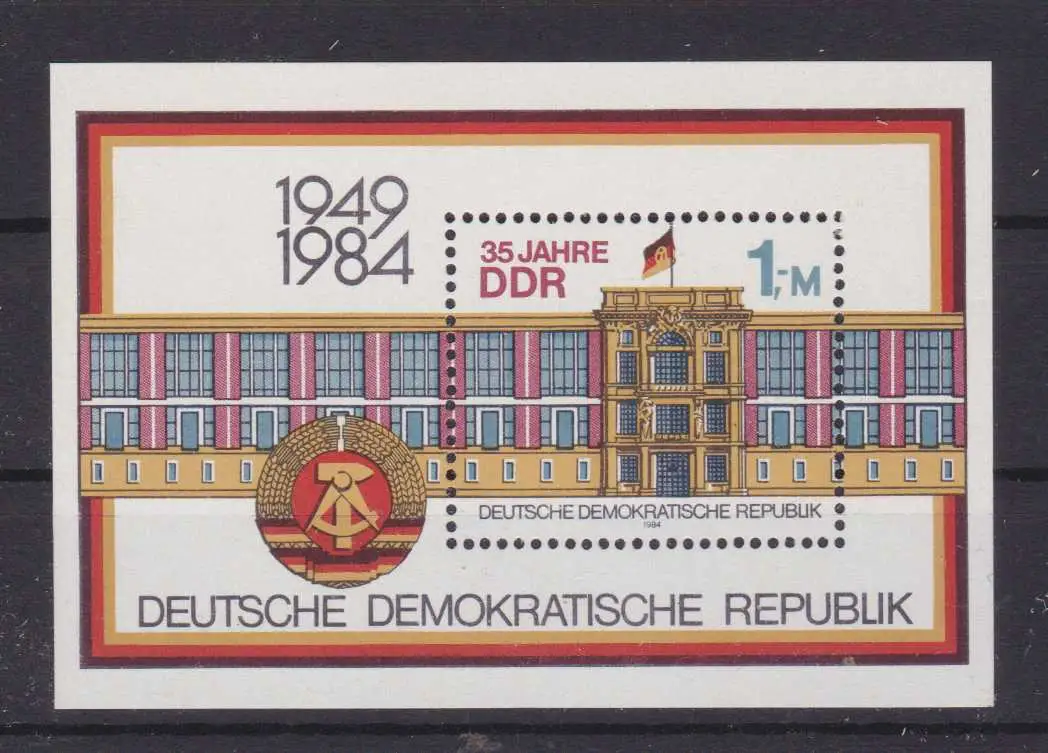 1949
1984
35 JAHRE
DDR
1,-M
DEUTSCHE DEMOKRATISCHE REPUBLIK
1984
DEUTSCHE DEMOKRATISCHE REPUBLIK